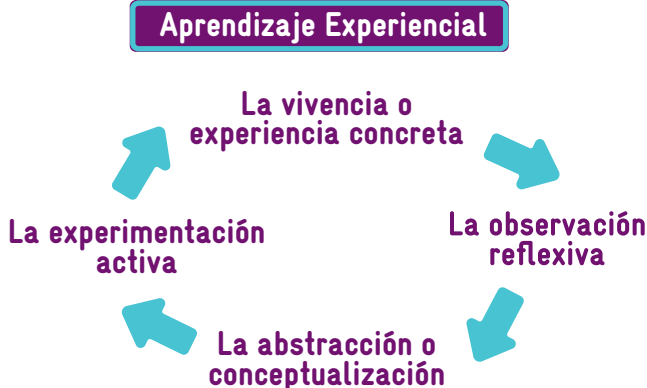 Aprendizaje Experiencial
La vivencia o
experiencia concreta
La observación
reflexiva
La abstracción o
conceptualización
La experimentación
activa